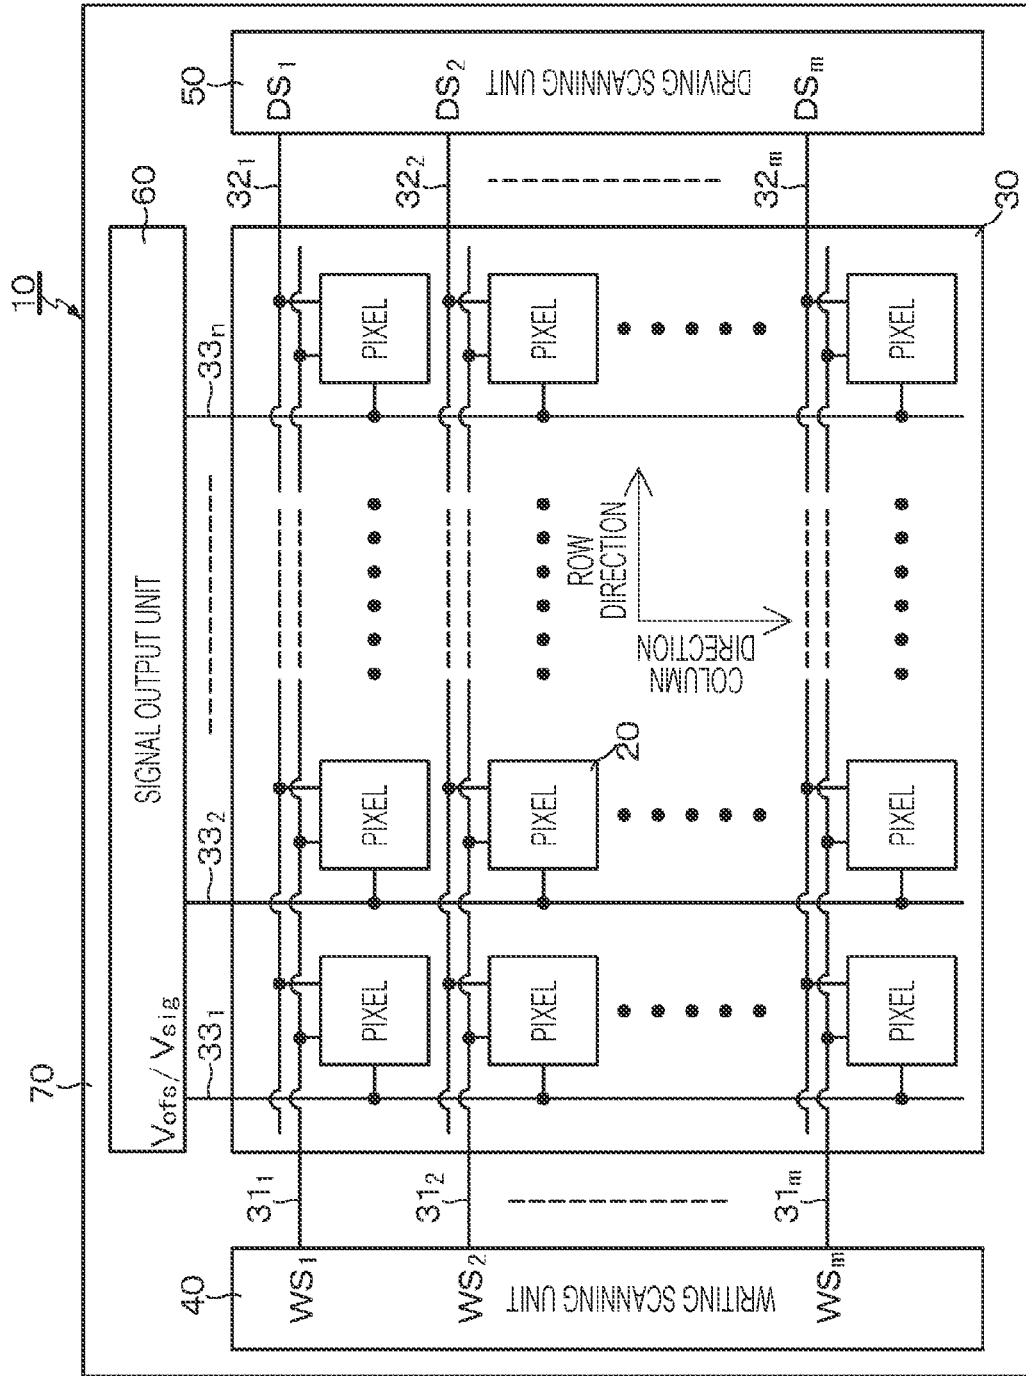 10
70
60
SIGNAL OUTPUT UNIT
Vofs/Vsig
40
33₁
33₂
33ₙ
50
WS₁
31₁
32₁
DS₁
PIXEL
PIXEL
PIXEL
WS₂
31₂
32₂
DS₂
PIXEL
PIXEL
PIXEL
20
WRITING SCANNING UNIT
ROW
DIRECTION
COLUMN
DIRECTION
DRIVING SCANNING UNIT
WSₘ
31ₘ
32ₘ
DSₘ
PIXEL
PIXEL
PIXEL
30